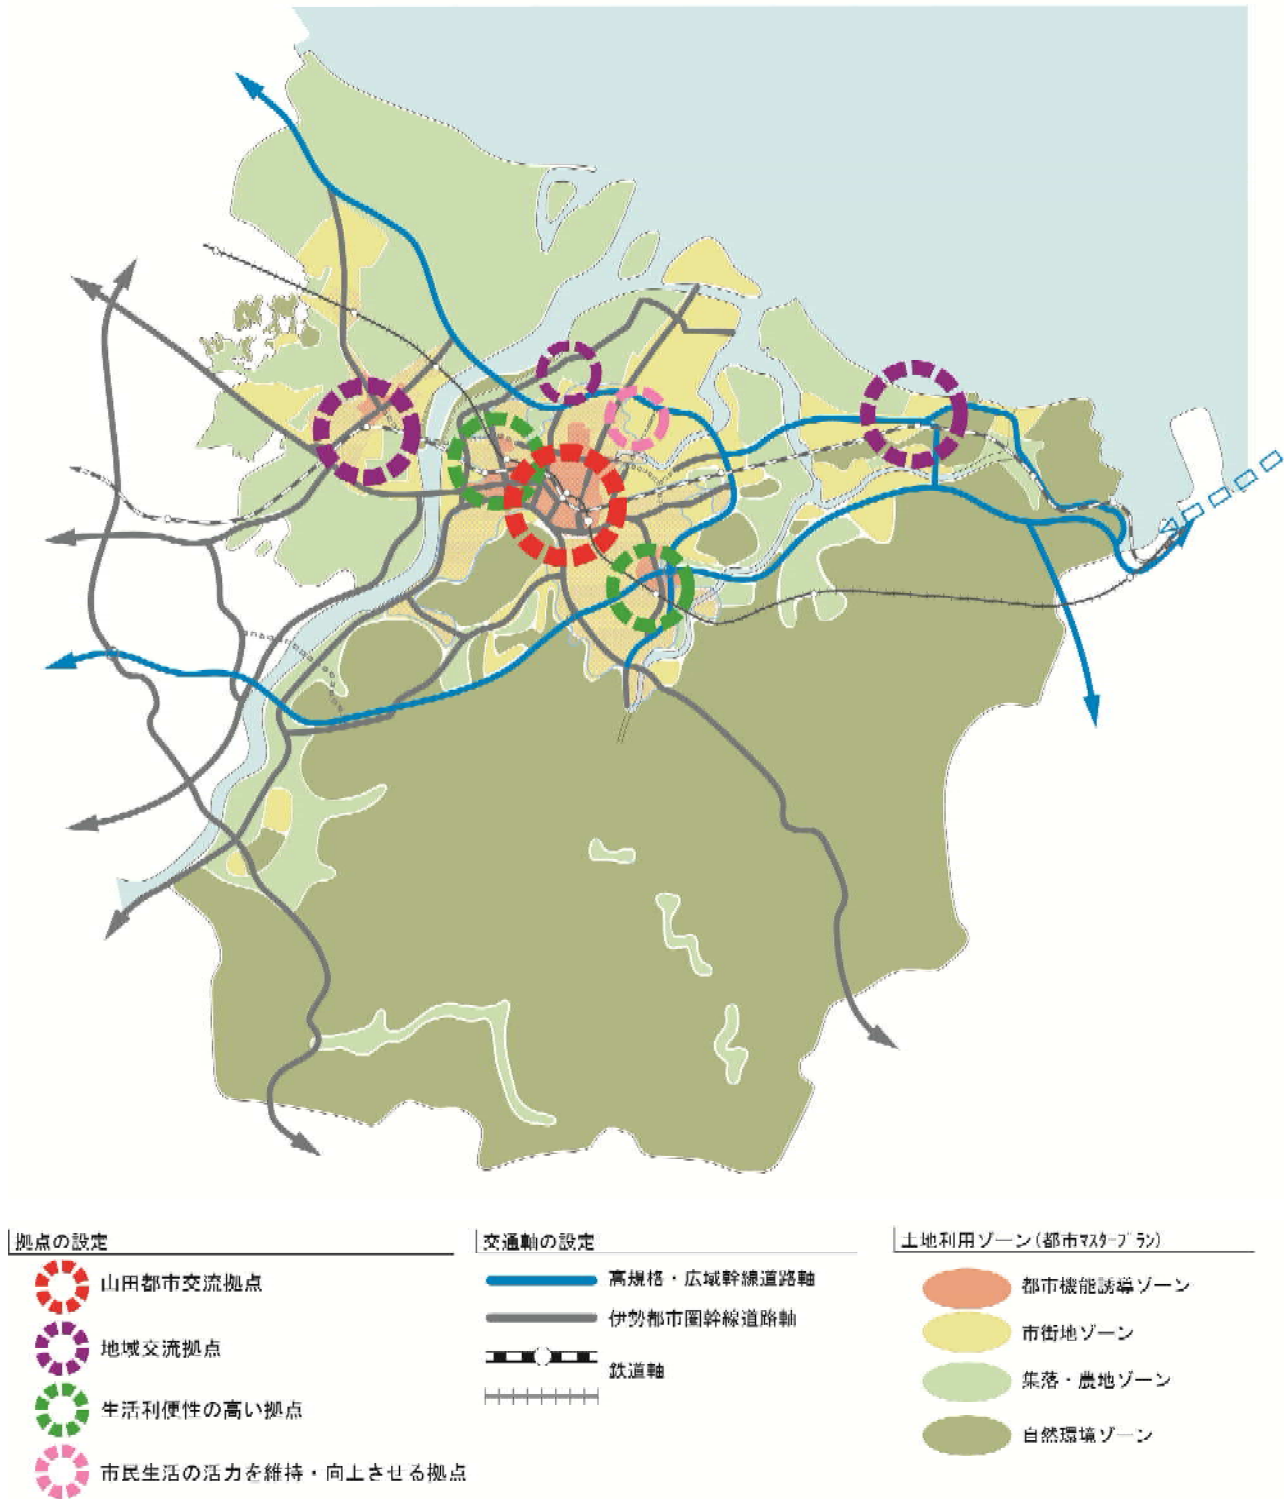 拠点の設定
山田都市交流拠点
地域交流拠点
生活利便性の高い拠点
市民生活の活力を維持・向上させる拠点
交通軸の設定
高規格・広域幹線道路軸
伊勢都市圏幹線道路軸
鉄道軸
土地利用ゾーン(都市ﾏｽﾀｰﾌﾟﾗﾝ)
都市機能誘導ゾーン
市街地ゾーン
集落・農地ゾーン
自然環境ゾーン